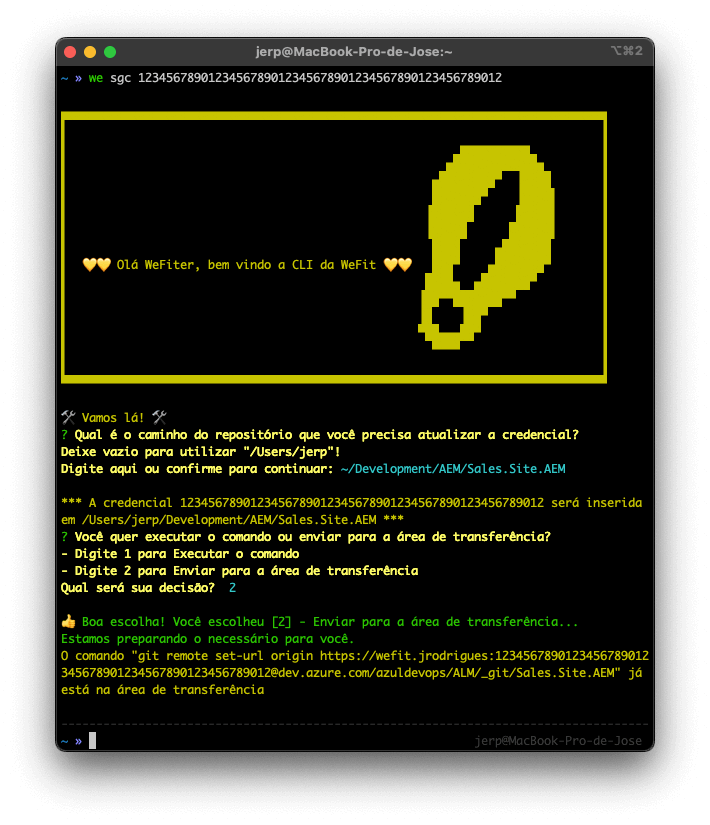 jerp@MacBook-Pro-de-Jose:~
⌥⌘2
~ » we sgc 1234567890123456789012345678901234567890123456789012
💛💛 Olá WeFiter, bem vindo a CLI da WeFit 💛💛
🛠 Vamos lá! 🛠
? Qual é o caminho do repositório que você precisa atualizar a credencial?
Deixe vazio para utilizar "/Users/jerp"!
Digite aqui ou confirme para continuar: ~/Development/AEM/Sales.Site.AEM
*** A credencial 1234567890123456789012345678901234567890123456789012 será inserida
em /Users/jerp/Development/AEM/Sales.Site.AEM ***
? Você quer executar o comando ou enviar para a área de transferência?
- Digite 1 para Executar o comando
- Digite 2 para Enviar para a área de transferência
Qual será sua decisão? 2
👍 Boa escolha! Você escolheu [2] - Enviar para a área de transferência...
Estamos preparando o necessário para você.
O comando "git remote set-url origin https://wefit.jrodrigues:1234567890123456789012
345678901234567890123456789012@dev.azure.com/azuldevops/ALM/_git/Sales.Site.AEM" já
está na área de transferência
~ »
jerp@MacBook-Pro-de-Jose